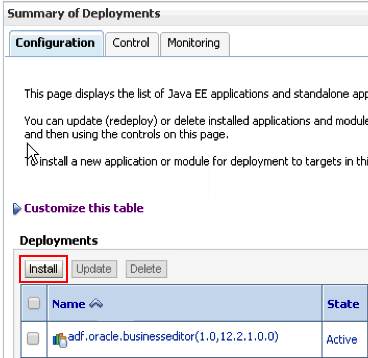 Summary of Deployments
Configuration Control Monitoring
This page displays the list of Java EE applications and standalone app
You can update (redeploy) or delete installed applications and module
and then using the controls on this page.
To install a new application or module for deployment to targets in thi
Customize this table
Deployments
Install Update Delete
Name State
adf.oracle.businesseditor(1.0,12.2.1.0.0) Active